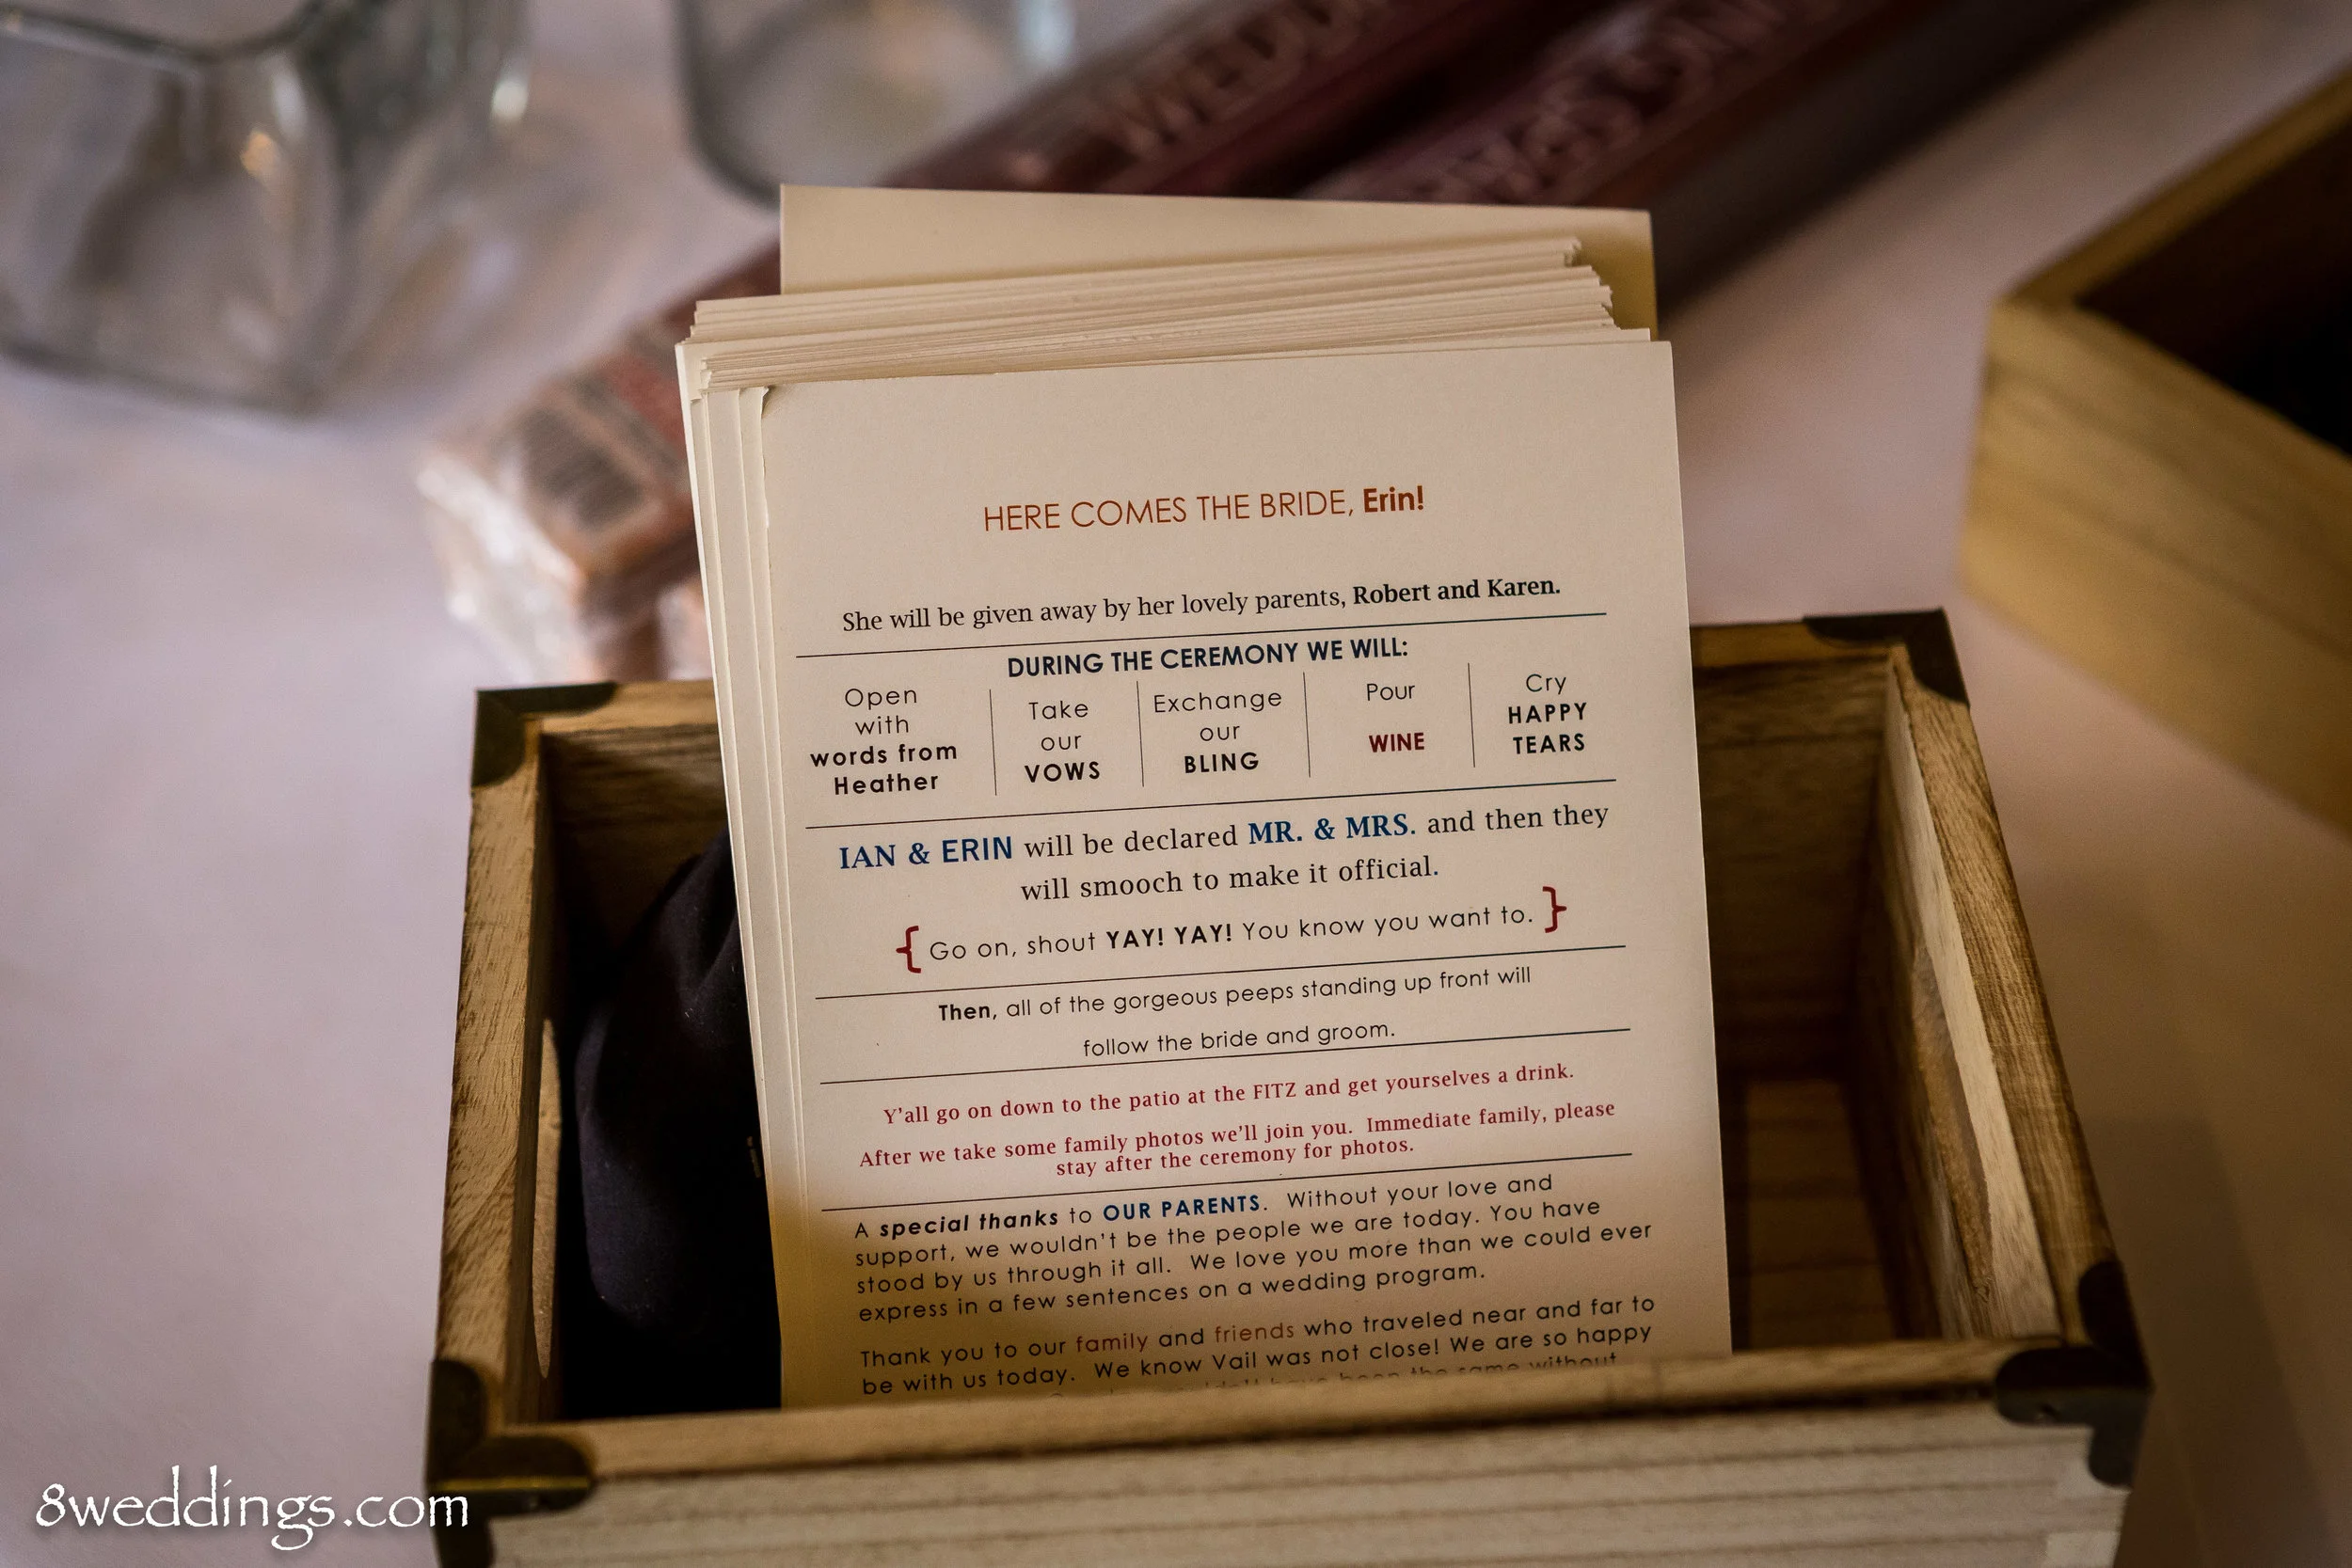 HERE COMES THE BRIDE, Erin!
She will be given away by her lovely parents, Robert and Karen.
DURING THE CEREMONY WE WILL:
Open
with
words from
Heather
Take
our
VOWS
Exchange
our
BLING
Pour
WINE
Cry
HAPPY
TEARS
IAN & ERIN will be declared MR. & MRS. and then they
will smooch to make it official.
{ Go on, shout YAY! YAY! You know you want to. }
Then, all of the gorgeous peeps standing up front will
follow the bride and groom.
Y'all go on down to the patio at the FITZ and get yourselves a drink.
After we take some family photos we'll join you. Immediate family, please
stay after the ceremony for photos.
A special thanks to OUR PARENTS. Without your love and
support, we wouldn't be the people we are today. You have
stood by us through it all. We love you more than we could ever
express in a few sentences on a wedding program.
Thank you to our family and friends who traveled near and far to
be with us today. We know Vail was not close! We are so happy
have been the same without
8weddings.com